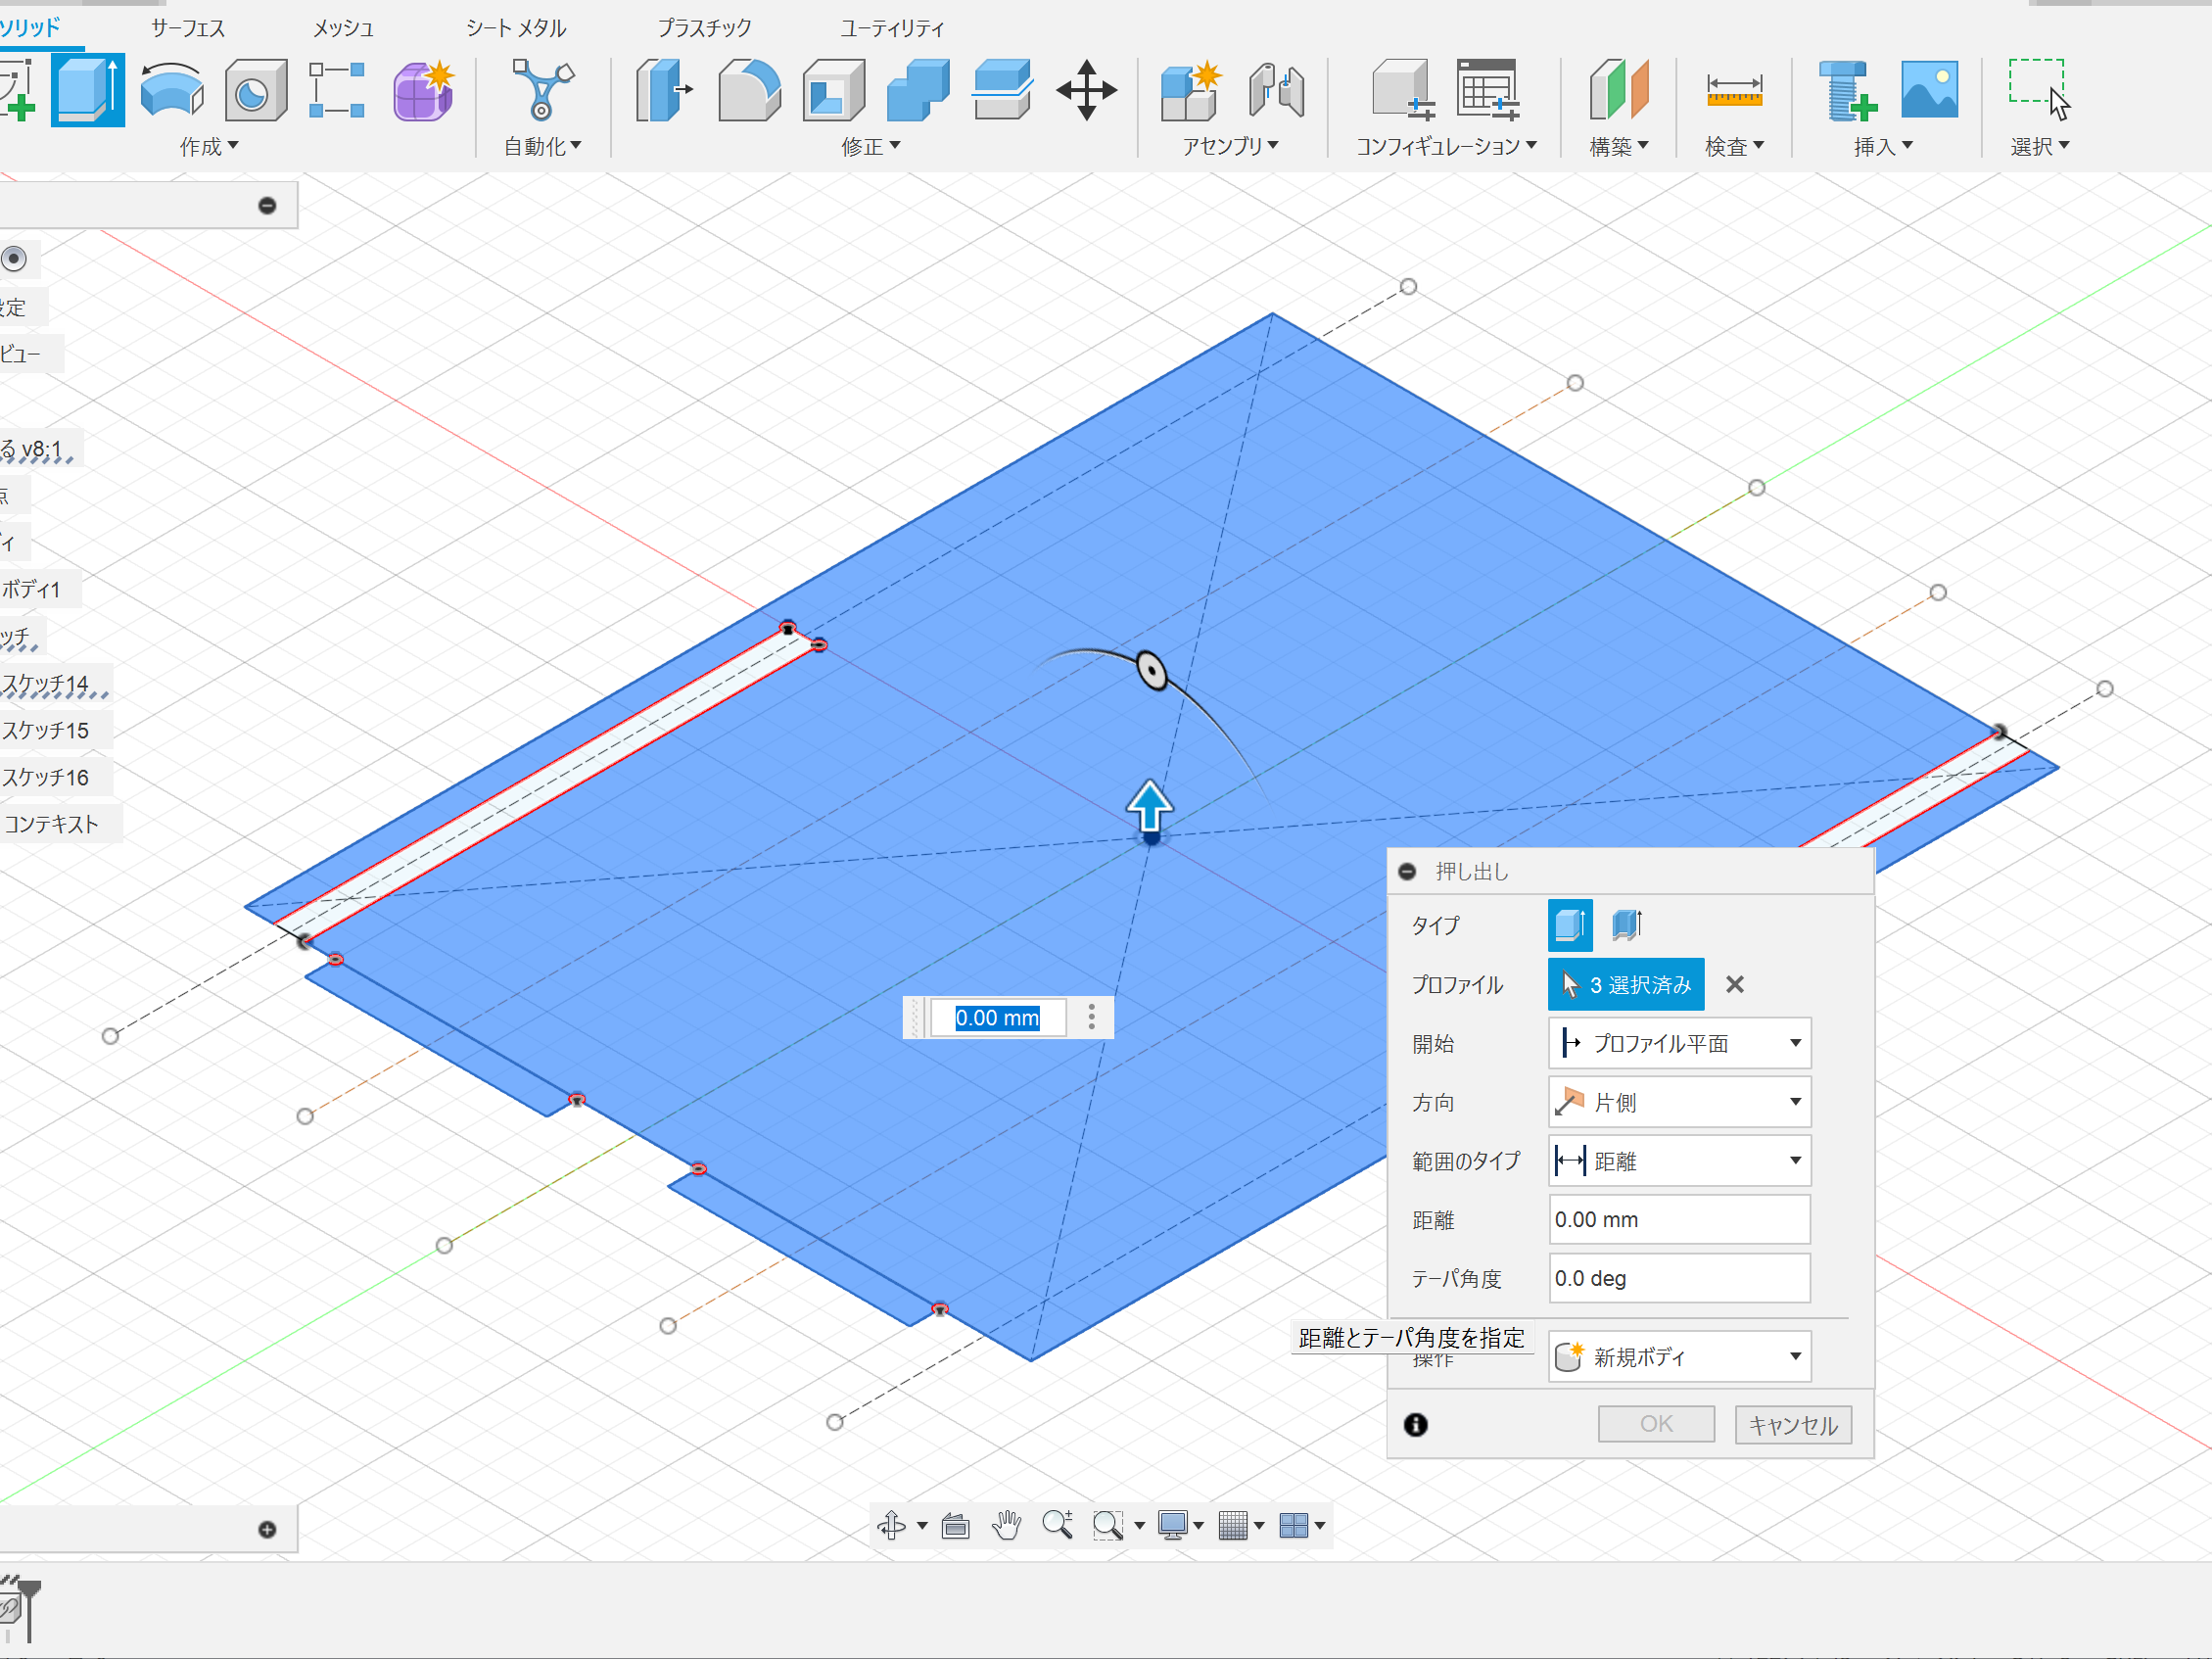 ソリッド サーフェス メッシュ シート メタル プラスチック ユーティリティ
作成 自動化 修正 アセンブリ コンフィギュレーション 構築 検査 挿入 選択
設定
ビュー
る v8:1
点
ィ
ボディ1
ッチ
スケッチ14
スケッチ15
スケッチ16
コンテキスト
0.00 mm
押し出し
タイプ
プロファイル 3 選択済み
開始 プロファイル平面
方向 片側
範囲のタイプ 距離
距離 0.00 mm
テーパ角度 0.0 deg
距離とテーパ角度を指定
操作 新規ボディ
OK キャンセル